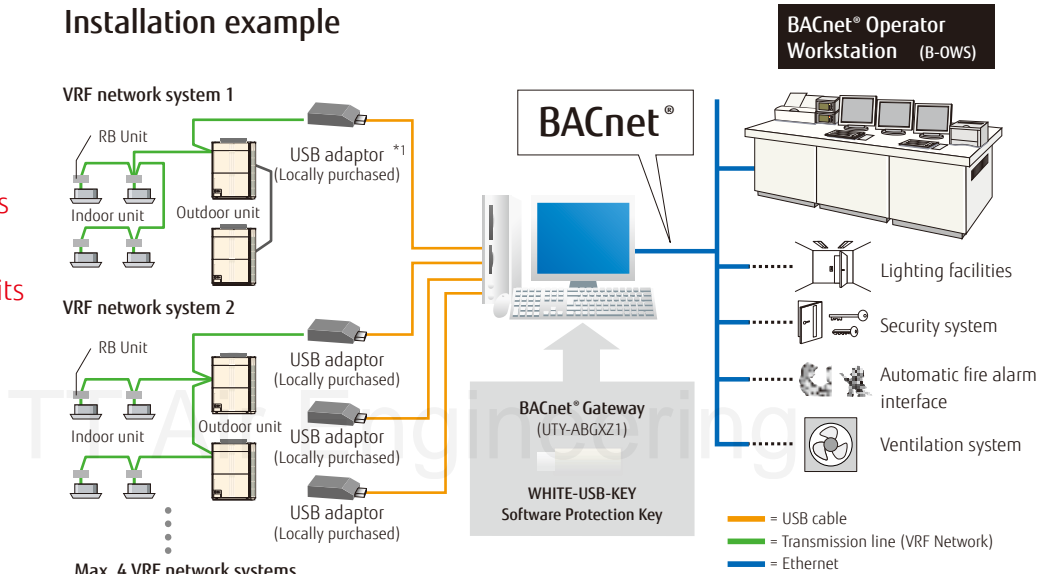 Installation example
BACnet® Operator
Workstation (B-OWS)
VRF network system 1
RB Unit
USB adaptor *1
(Locally purchased)
Indoor unit
Outdoor unit
BACnet®
s
its
VRF network system 2
RB Unit
USB adaptor
(Locally purchased)
Indoor unit
Outdoor unit
USB adaptor
(Locally purchased)
USB adaptor
(Locally purchased)
Max. 4 VRF network systems
BACnet® Gateway
(UTY-ABGXZ1)
WHITE-USB-KEY
Software Protection Key
Lighting facilities
Security system
Automatic fire alarm
interface
Ventilation system
= USB cable
= Transmission line (VRF Network)
= Ethernet
TT Air Engineering